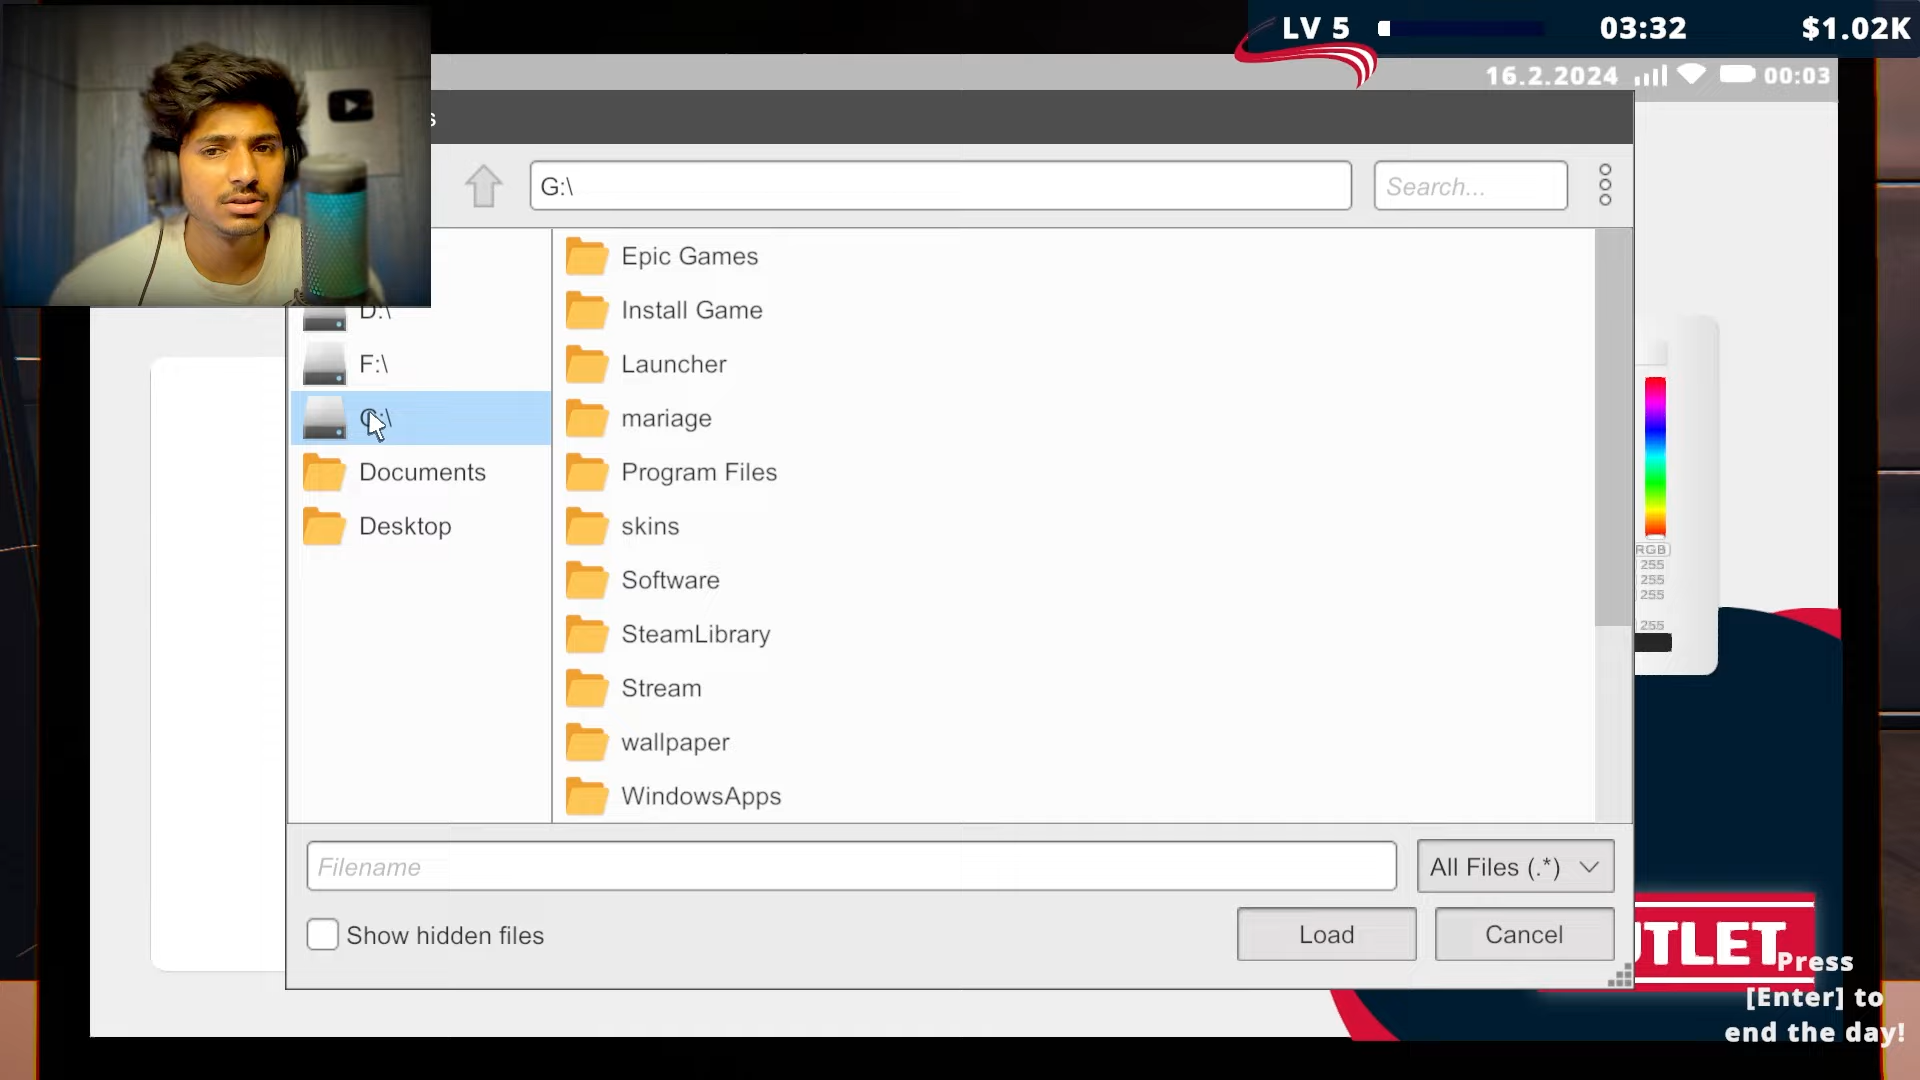 LV 5
03:32
$1.02K
16.2.2024
00:03
s
G:\
Search...
D:\
F:\
G:\
Documents
Desktop
Epic Games
Install Game
Launcher
mariage
Program Files
skins
Software
SteamLibrary
Stream
wallpaper
WindowsApps
RGB
255
255
255
255
Filename
All Files (.*)
Show hidden files
Load
Cancel
UTLET
Press
[Enter] to
end the day!